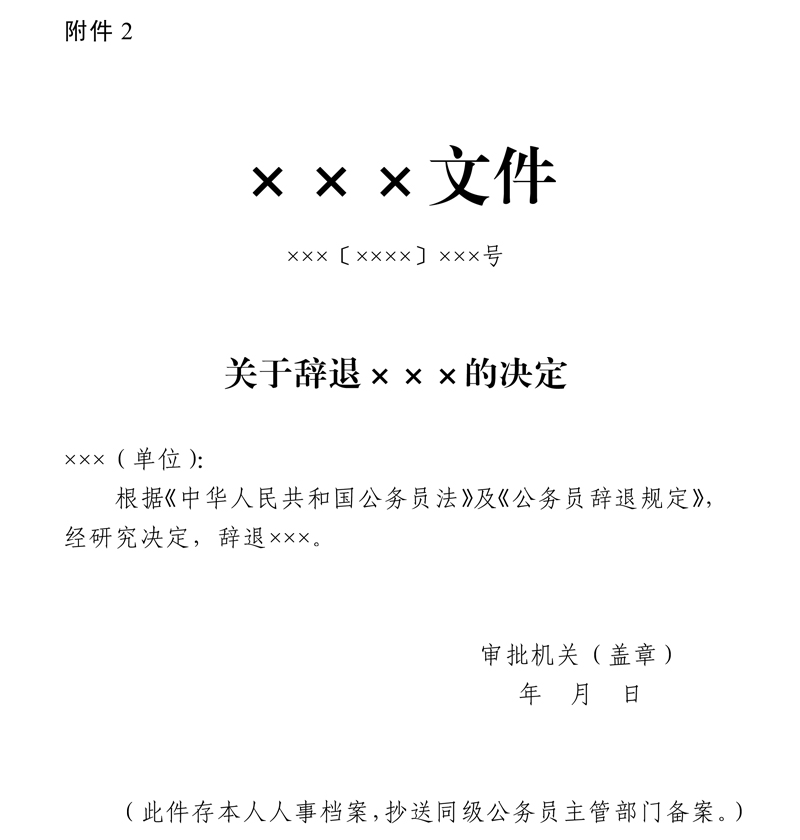 附件 2
×××文件
×××〔××××〕×××号
关于辞退×××的决定
×××（单位）：
根据《中华人民共和国公务员法》及《公务员辞退规定》，
经研究决定，辞退×××。
审批机关（盖章）
年 月 日
（此件存本人人事档案，抄送同级公务员主管部门备案。）